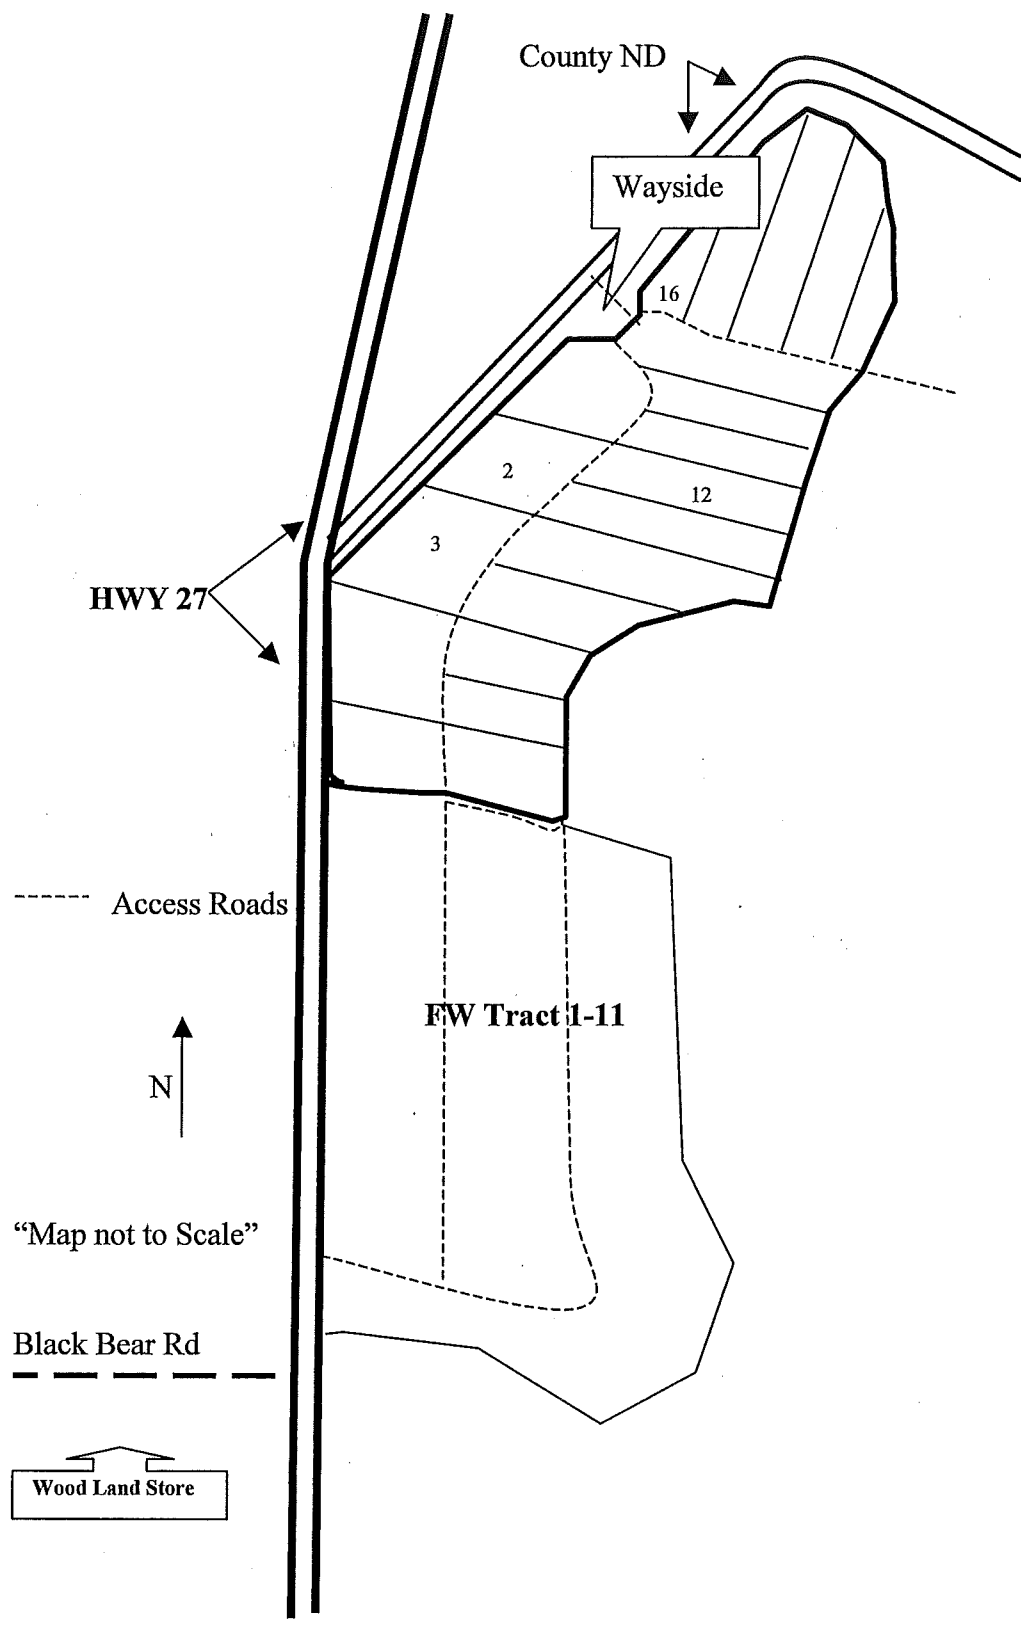 County ND
Wayside
16
2
12
3
HWY 27
Access Roads
FW Tract 1-11
N
“Map not to Scale”
Black Bear Rd
Wood Land Store